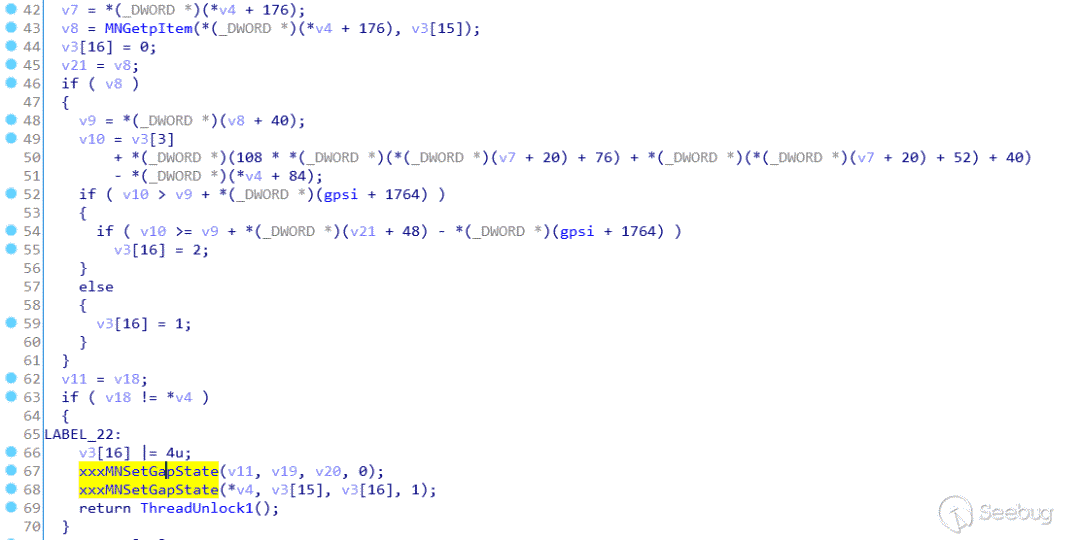 42 v7 = *(_DWORD *)(*v4 + 176);
43 v8 = MNGetpItem(*(_DWORD *)(*v4 + 176), v3[15]);
44 v3[16] = 0;
45 v21 = v8;
46 if ( v8 )
47 {
48 v9 = *(_DWORD *)(v8 + 40);
49 v10 = v3[3]
50 + *(_DWORD *)(108 * *(_DWORD *)(*(_DWORD *)(v7 + 20) + 76) + *(_DWORD *)(*(_DWORD *)(v7 + 20) + 52) + 40)
51 - *(_DWORD *)(*v4 + 84);
52 if ( v10 > v9 + *(_DWORD *)(gpsi + 1764) )
53 {
54 if ( v10 >= v9 + *(_DWORD *)(v21 + 48) - *(_DWORD *)(gpsi + 1764) )
55 v3[16] = 2;
56 }
57 else
58 {
59 v3[16] = 1;
60 }
61 }
62 v11 = v18;
63 if ( v18 != *v4 )
64 {
65 LABEL_22:
66 v3[16] |= 4u;
67 xxxMNSetGapState(v11, v19, v20, 0);
68 xxxMNSetGapState(*v4, v3[15], v3[16], 1);
69 return ThreadUnlock1();
70 }
Seebug